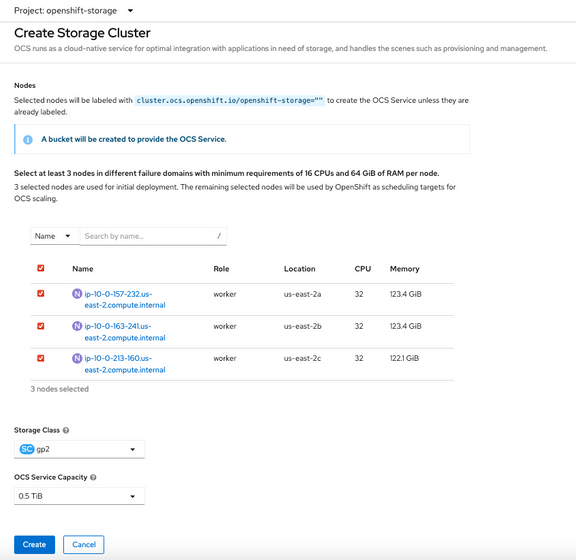 Project: openshift-storage
Create Storage Cluster
OCS runs as a cloud-native service for optimal integration with applications in need of storage, and handles the scenes such as provisioning and management.
Nodes
Selected nodes will be labeled with cluster.ocs.openshift.io/openshift-storage="" to create the OCS Service unless they are
already labeled.
A bucket will be created to provide the OCS Service.
Select at least 3 nodes in different failure domains with minimum requirements of 16 CPUs and 64 GiB of RAM per node.
3 selected nodes are used for initial deployment. The remaining selected nodes will be used by OpenShift as scheduling targets for
OCS scaling.
Name Search by name... /
Name Role Location CPU Memory
N ip-10-0-157-232.us- worker us-east-2a 32 123.4 GiB
east-2.compute.internal
N ip-10-0-163-241.us- worker us-east-2b 32 123.4 GiB
east-2.compute.internal
N ip-10-0-213-160.us- worker us-east-2c 32 122.1 GiB
east-2.compute.internal
3 nodes selected
Storage Class
SC gp2
OCS Service Capacity
0.5 TiB
Create Cancel